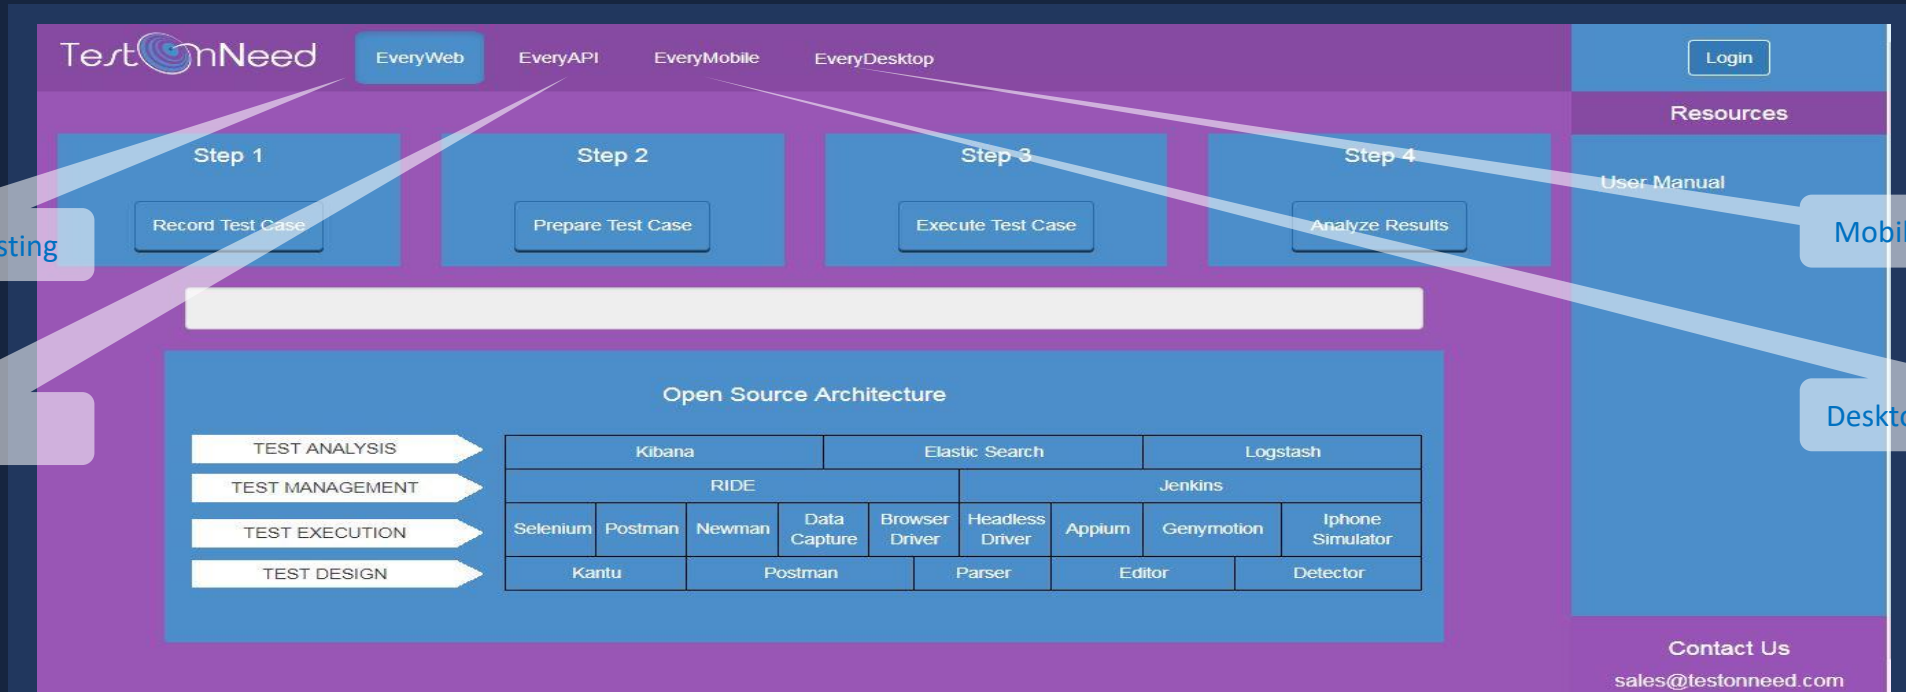 TestOnNeed
EveryWeb EveryAPI EveryMobile EveryDesktop
Login
Resources
Step 1 Step 2 Step 3 Step 4
User Manual
Record Test Case Prepare Test Case Execute Test Case Analyze Results
sting
Mobil
Open Source Architecture
Deskto
TEST ANALYSIS Kibana Elastic Search Logstash
TEST MANAGEMENT RIDE Jenkins
TEST EXECUTION Selenium Postman Newman Data Capture Browser Driver Headless Driver Appium Genymotion Iphone Simulator
TEST DESIGN Kantu Postman Parser Editor Detector
Contact Us
sales@testonneed.com